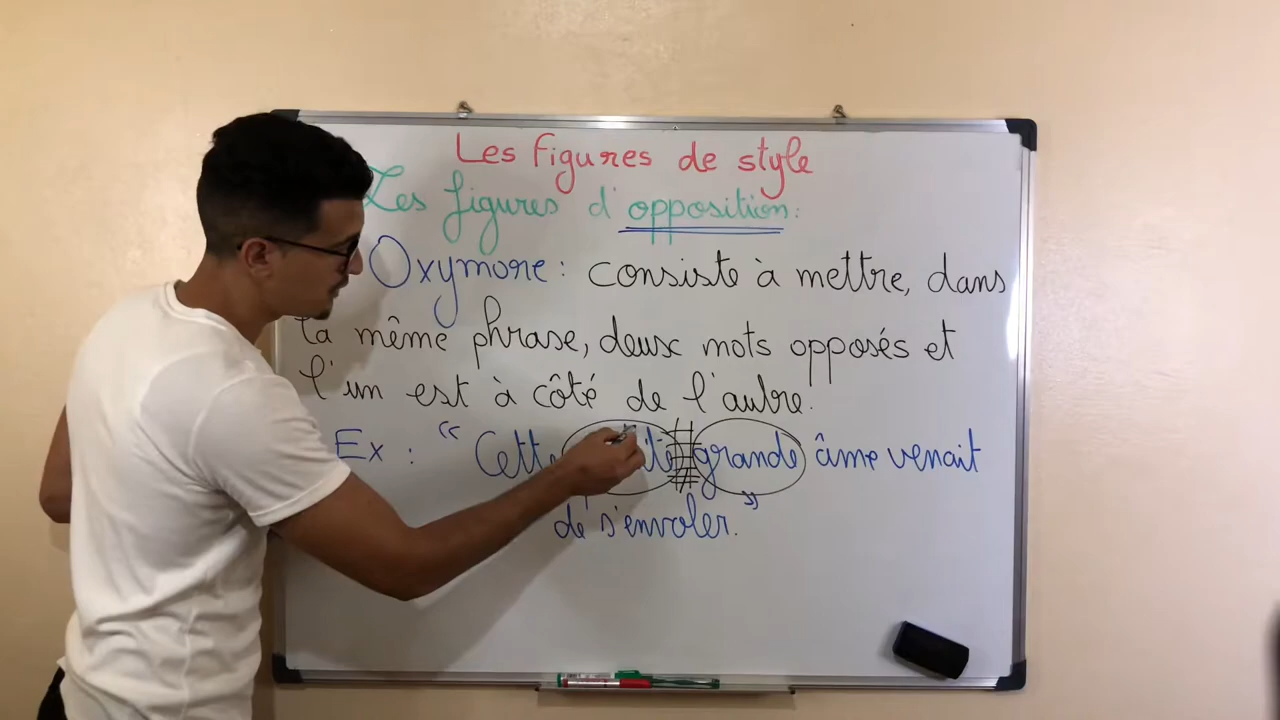 Les figures de style
Les figures d'opposition:
Oxymore: consiste à mettre, dans
la même phrase, deux mots opposés et
l'un est à côté de l'autre.
Ex: "Cette grande âme venait
de s'envoler."